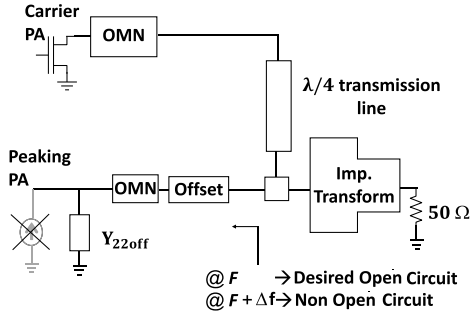 Carrier
PA
OMN
λ/4 transmission
line
Peaking
PA
OMN
Offset
Imp.
Transform
50 Ω
Y22off
@ F →Desired Open Circuit
@ F + Δf→ Non Open Circuit